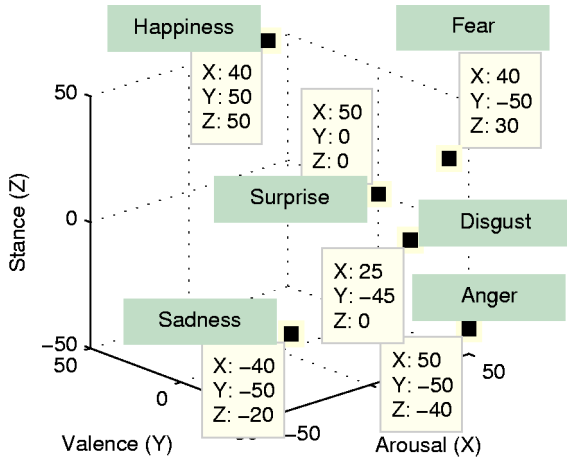 Happiness
Fear
X: 40
Y: 50
Z: 50
X: 40
Y: −50
Z: 30
50
X: 50
Y: 0
Z: 0
Surprise
Disgust
Stance (Z)
0
X: 25
Y: −45
Z: 0
Anger
Sadness
−50
50
X: −40
Y: −50
Z: −20
X: 50
Y: −50
Z: −40
50
0
−50
Valence (Y)
Arousal (X)